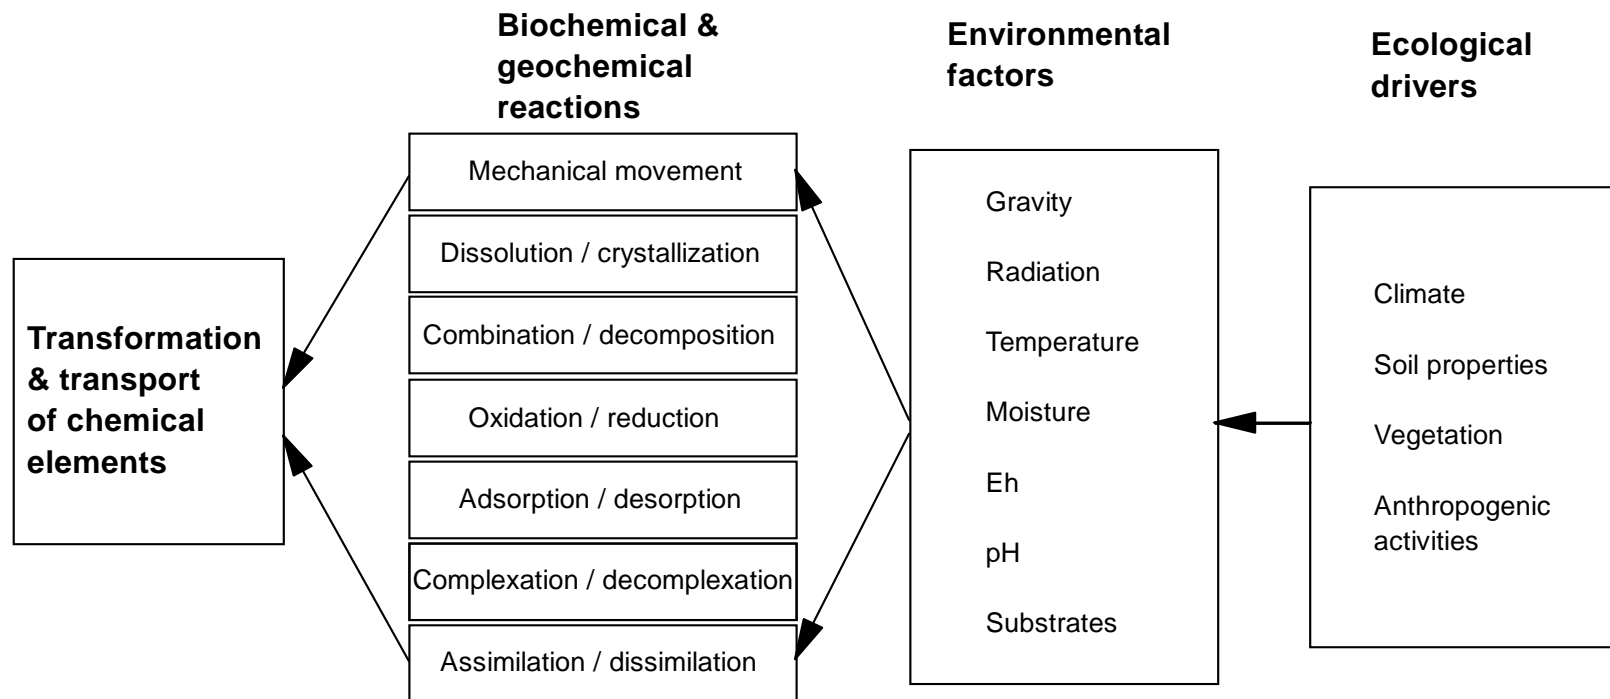 Biochemical &
geochemical
reactions
Environmental
factors
Ecological
drivers
Transformation
& transport
of chemical
elements
Mechanical movement
Dissolution / crystallization
Combination / decomposition
Oxidation / reduction
Adsorption / desorption
Complexation / decomplexation
Assimilation / dissimilation
Gravity
Radiation
Temperature
Moisture
Eh
pH
Substrates
Climate
Soil properties
Vegetation
Anthropogenic
activities